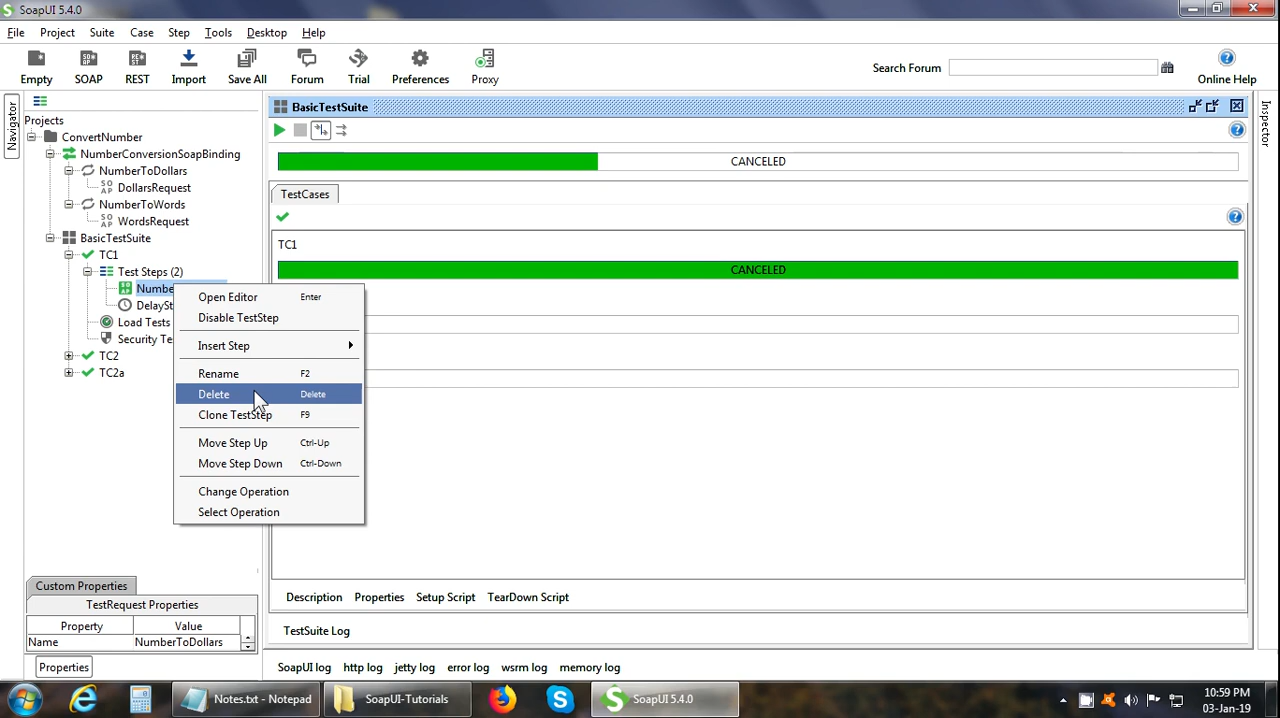 SoapUI 5.4.0
File Project Suite Case Step Tools Desktop Help
Empty SOAP REST Import Save All Forum Trial Preferences Proxy
Search Forum
Online Help
Navigator
Projects
ConvertNumber
NumberConversionSoapBinding
NumberToDollars
DollarsRequest
NumberToWords
WordsRequest
BasicTestSuite
TC1
Test Steps (2)
Numbe
DelaySt
Load Tests
Security Te
TC2
TC2a
Open Editor Enter
Disable TestStep
Insert Step
Rename F2
Delete Delete
Clone TestStep F9
Move Step Up Ctrl-Up
Move Step Down Ctrl-Down
Change Operation
Select Operation
BasicTestSuite
CANCELED
TestCases
TC1
CANCELED
Description Properties Setup Script TearDown Script
TestSuite Log
Inspector
Custom Properties
TestRequest Properties
Property Value
Name NumberToDollars
Properties
SoapUI log http log jetty log error log wsrm log memory log
Notes.txt - Notepad SoapUI-Tutorials SoapUI 5.4.0
10:59 PM
03-Jan-19